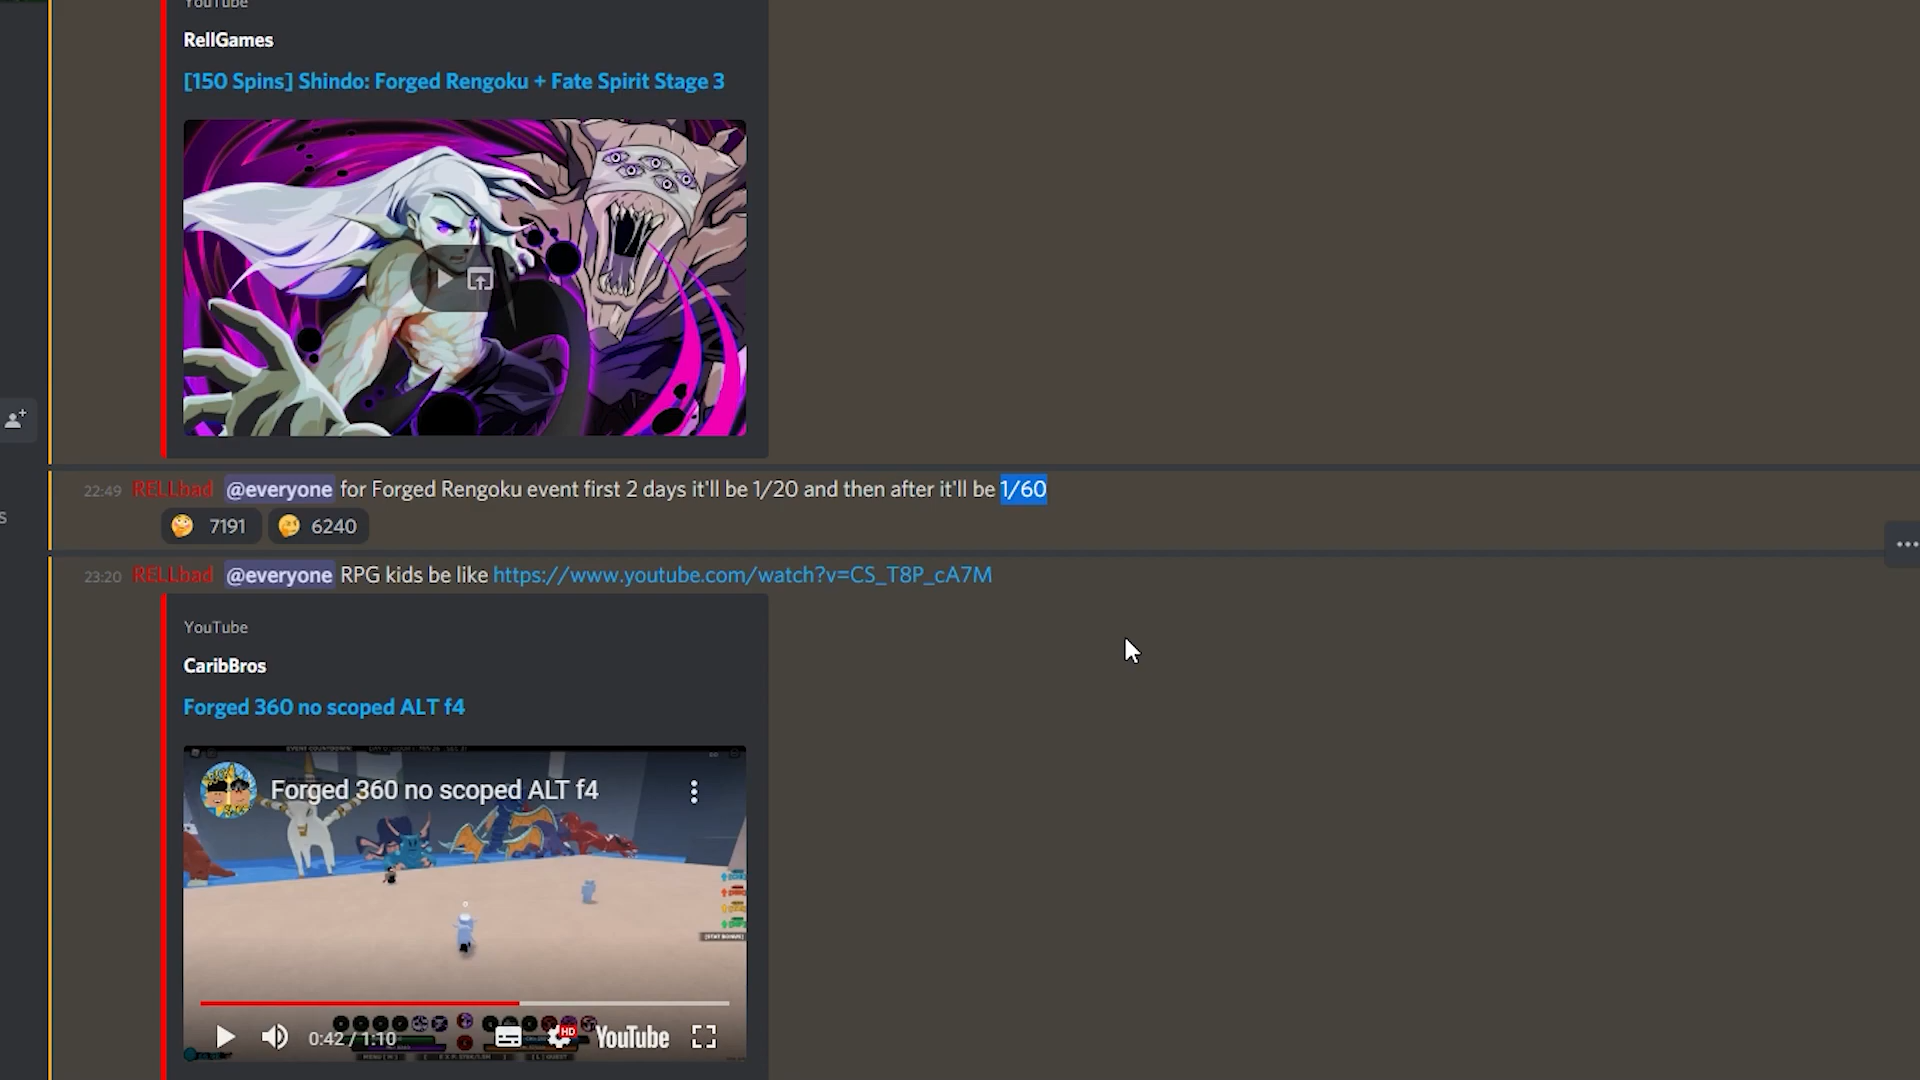 YouTube
RellGames
[150 Spins] Shindo: Forged Rengoku + Fate Spirit Stage 3
22:49 RELLbad @everyone for Forged Rengoku event first 2 days it'll be 1/20 and then after it'll be 1/60
7191 6240
s
23:20 RELLbad @everyone RPG kids be like https://www.youtube.com/watch?v=CS_T8P_cA7M
YouTube
CaribBros
Forged 360 no scoped ALT f4
Forged 360 no scoped ALT f4
0:42 / 1:10 HD YouTube